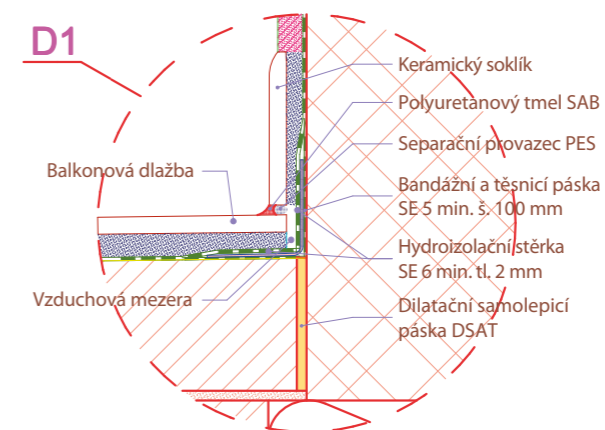 D1
Keramický soklík
Polyuretanový tmel SAB
Separační provazec PES
Balkonová dlažba
Bandážní a těsnicí páska
SE 5 min. š. 100 mm
Hydroizolační stěrka
SE 6 min. tl. 2 mm
Vzduchová mezera
Dilatační samolepicí
páska DSAT